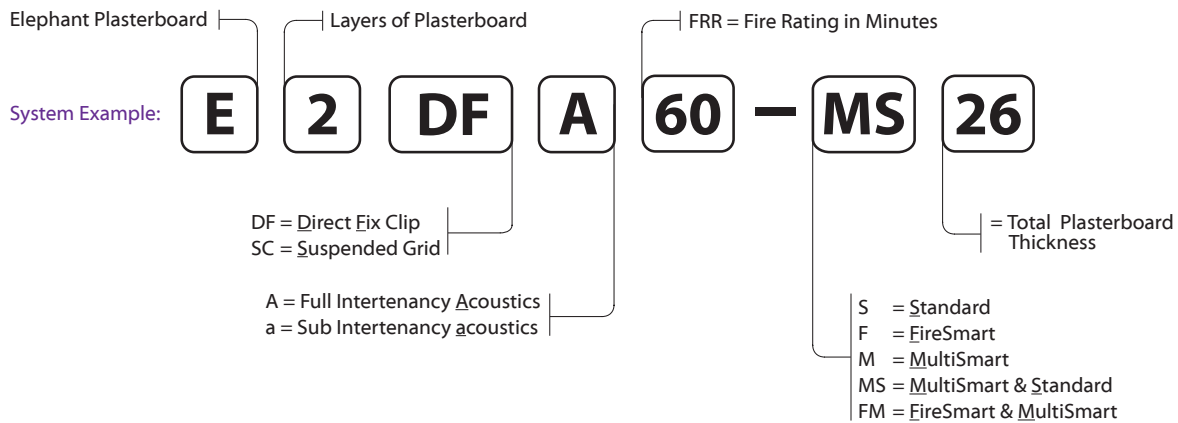 Elephant Plasterboard
Layers of Plasterboard
FRR = Fire Rating in Minutes
System Example:
E 2 DF A 60 – MS 26
DF = Direct Fix Clip
SC = Suspended Grid
= Total Plasterboard
Thickness
A = Full Intertenancy Acoustics
a = Sub Intertenancy acoustics
S = Standard
F = FireSmart
M = MultiSmart
MS = MultiSmart & Standard
FM = FireSmart & MultiSmart